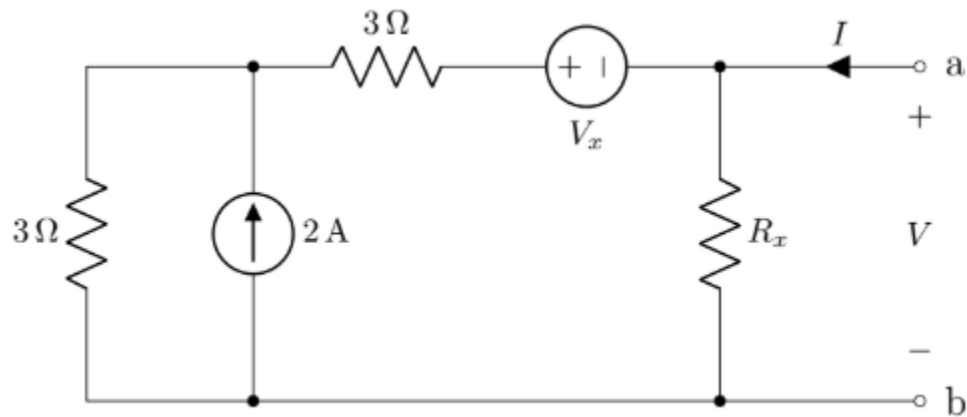 3 Ω
I
a
+ −
+
V_x
3 Ω
2 A
R_x
V
−
b